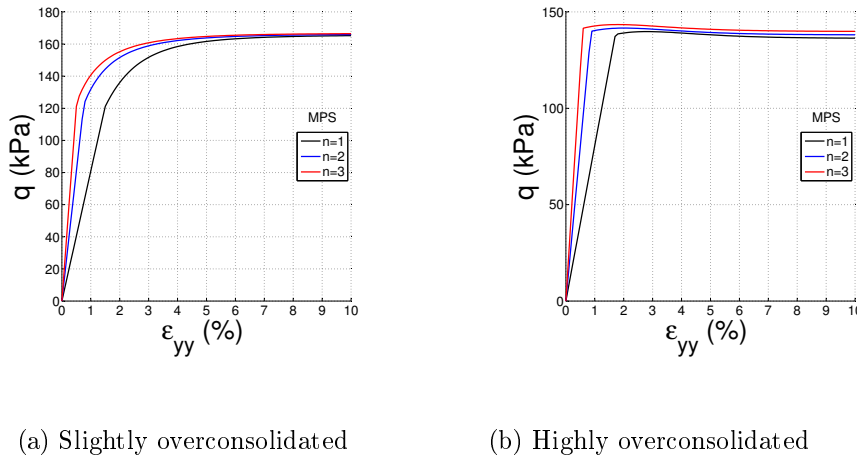 180
160
140
120
100
80
60
40
20
0
q (kPa)
0 1 2 3 4 5 6 7 8 9 10
ε_yy (%)
MPS
n=1
n=2
n=3
(a) Slightly overconsolidated
150
100
50
0
q (kPa)
0 1 2 3 4 5 6 7 8 9 10
ε_yy (%)
MPS
n=1
n=2
n=3
(b) Highly overconsolidated